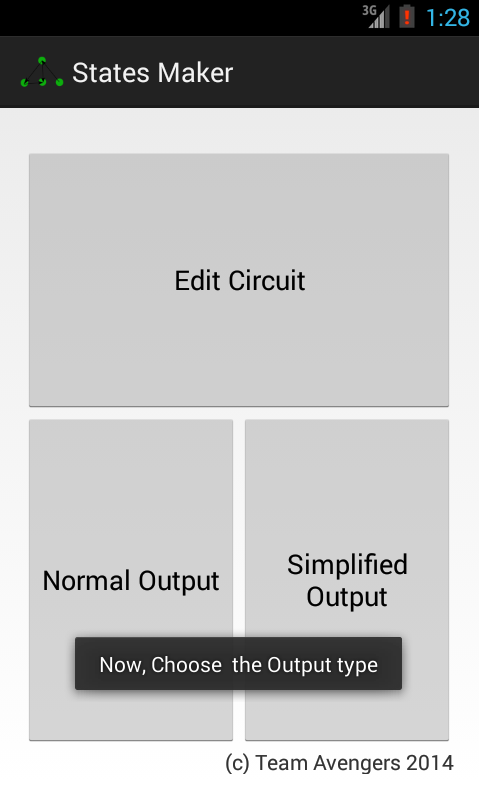 3G
1:28
States Maker
Edit Circuit
Normal Output
Simplified
Output
Now, Choose  the Output type
(c) Team Avengers 2014